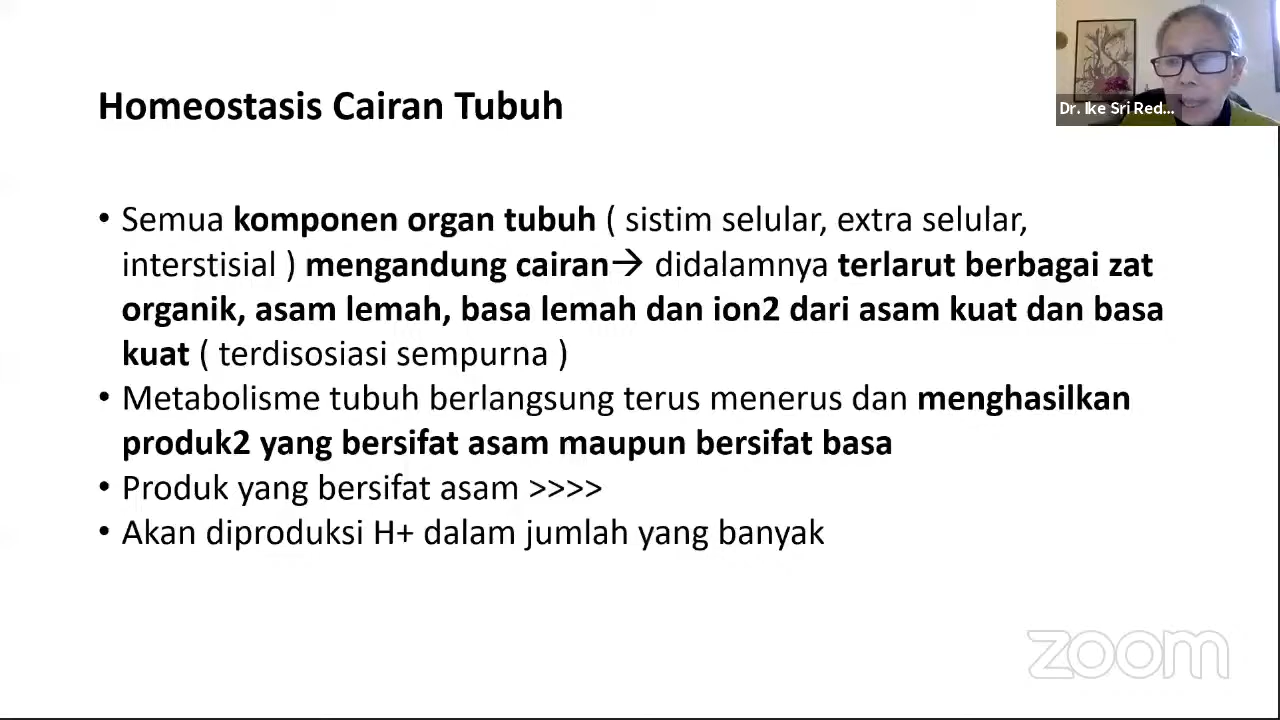 Homeostasis Cairan Tubuh
Dr. Ike Sri Red...
• Semua komponen organ tubuh ( sistim selular, extra selular,
interstisial ) mengandung cairan→ didalamnya terlarut berbagai zat
organik, asam lemah, basa lemah dan ion2 dari asam kuat dan basa
kuat ( terdisosiasi sempurna )
• Metabolisme tubuh berlangsung terus menerus dan menghasilkan
produk2 yang bersifat asam maupun bersifat basa
• Produk yang bersifat asam >>>>
• Akan diproduksi H+ dalam jumlah yang banyak
zoom